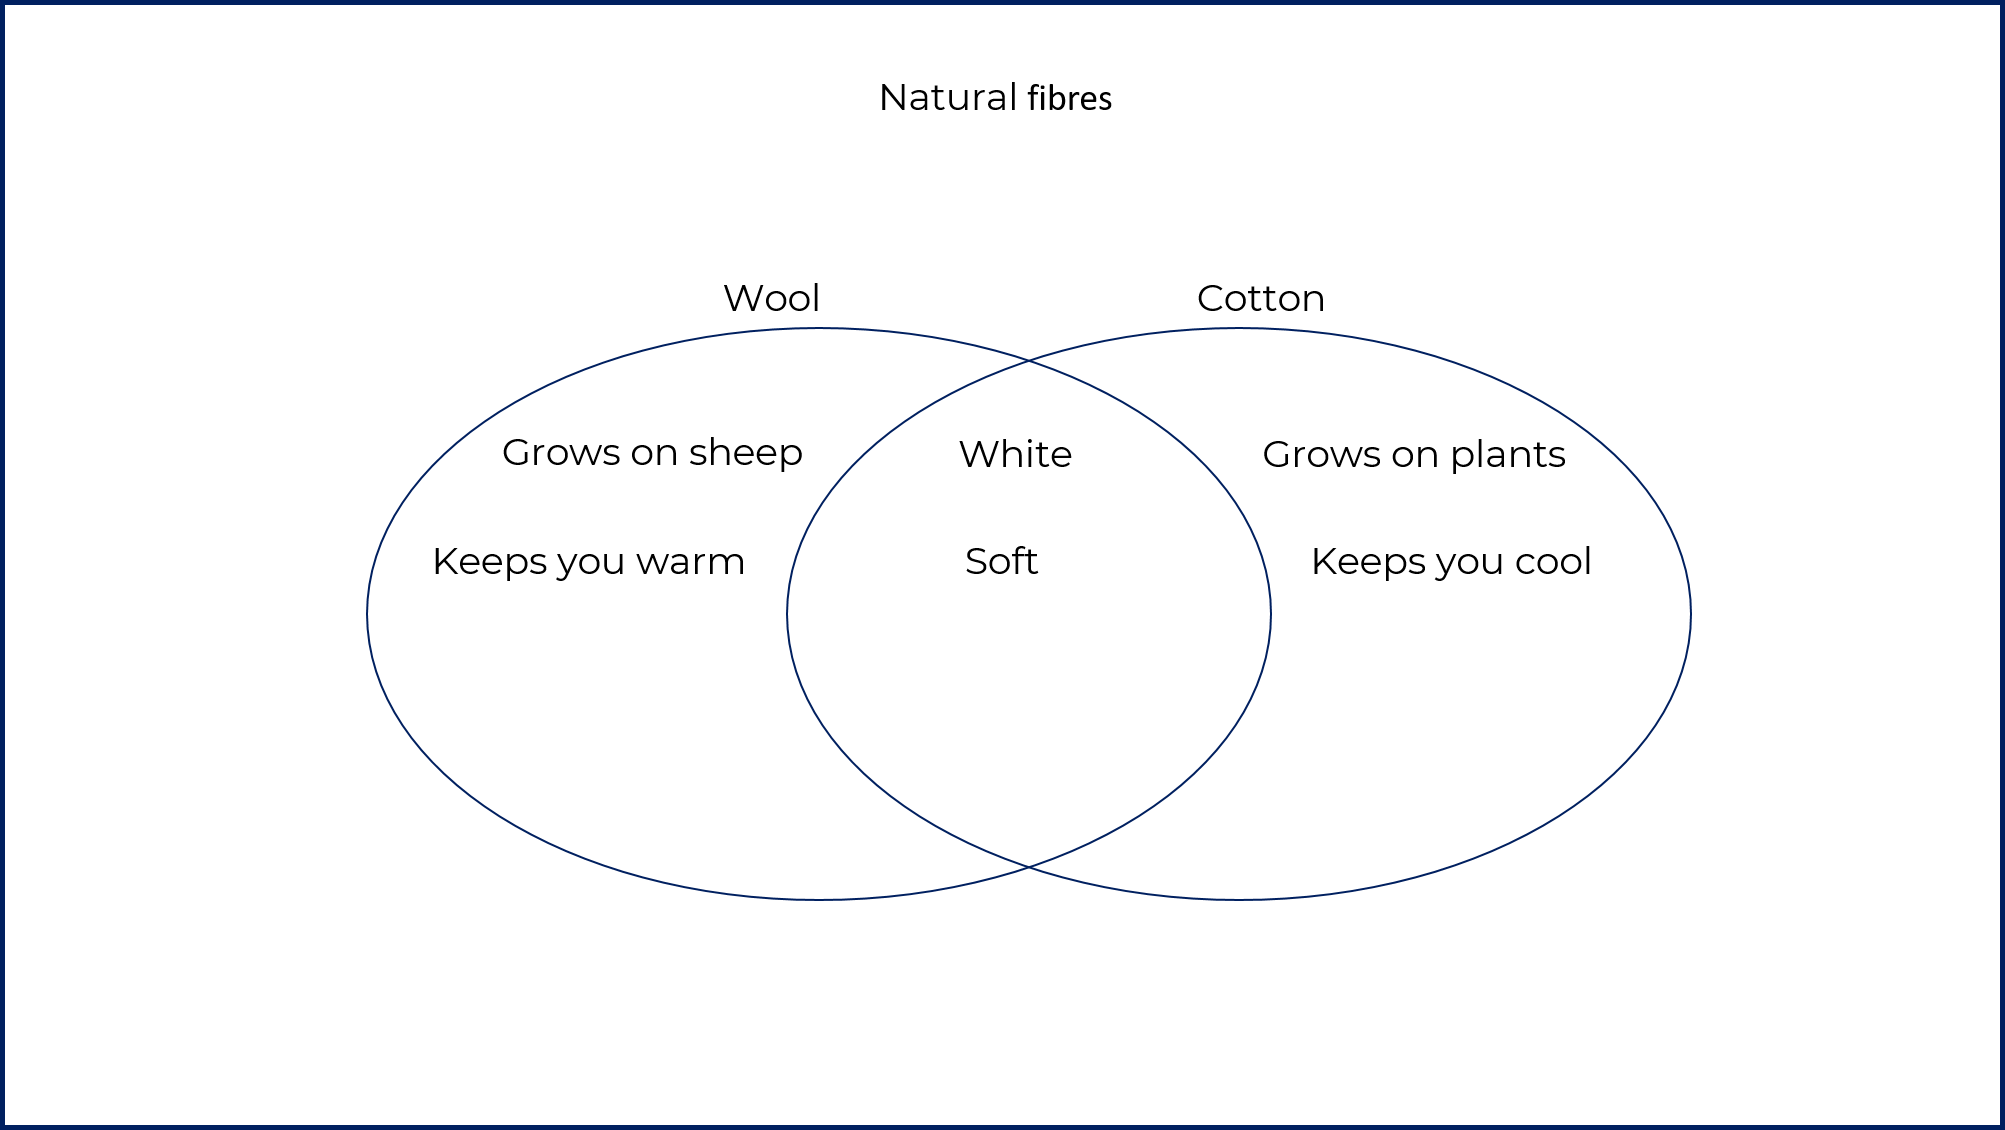 Natural fibres
Wool
Cotton
Grows on sheep
White
Grows on plants
Keeps you warm
Soft
Keeps you cool